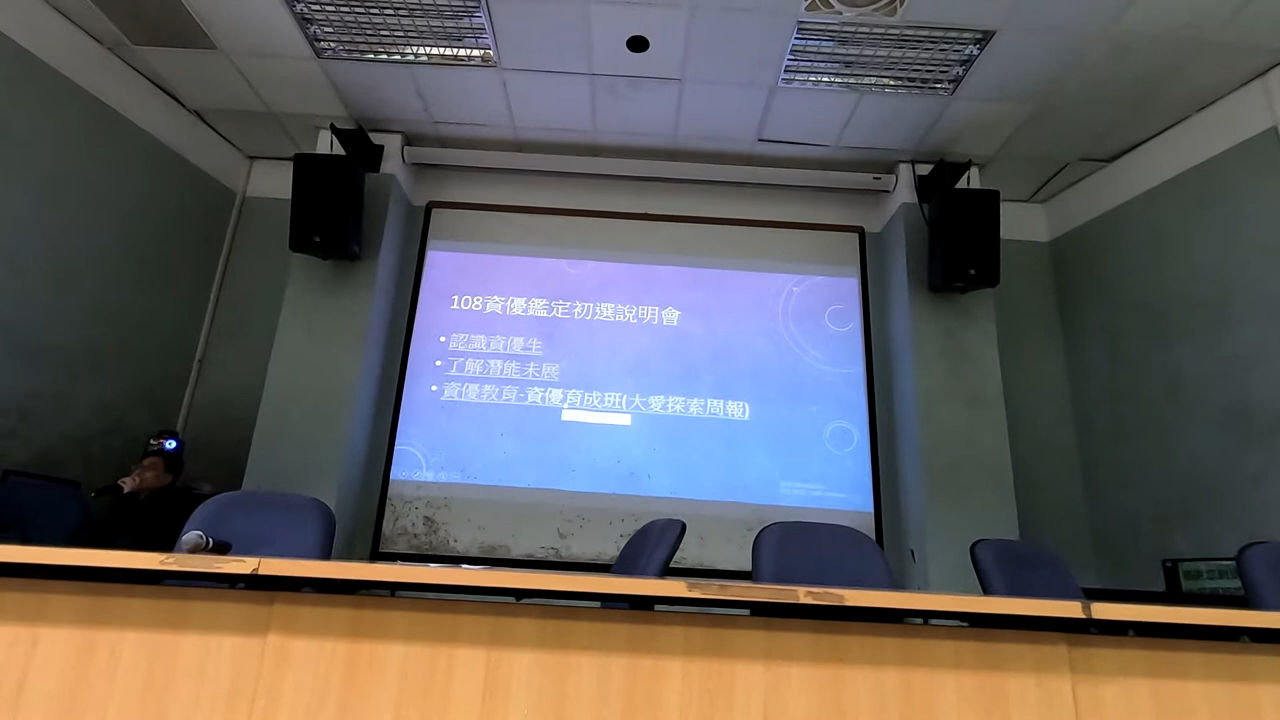 108資優鑑定初選說明會
•認識資優生
•了解潛能未展
•資優教育-資優育成班(大愛探索周報)